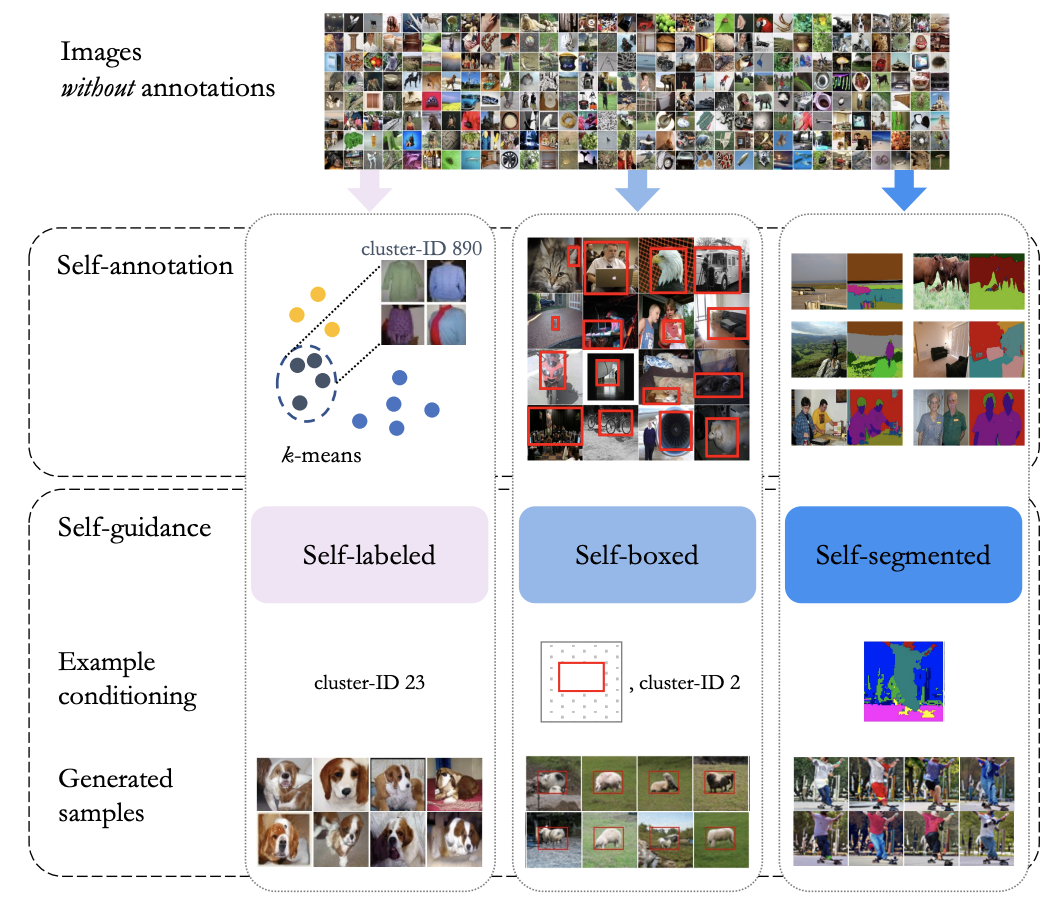 Images
without annotations
Self-annotation
cluster-ID 890
k-means
Self-guidance
Self-labeled
Self-boxed
Self-segmented
Example
conditioning
cluster-ID 23
, cluster-ID 2
Generated
samples